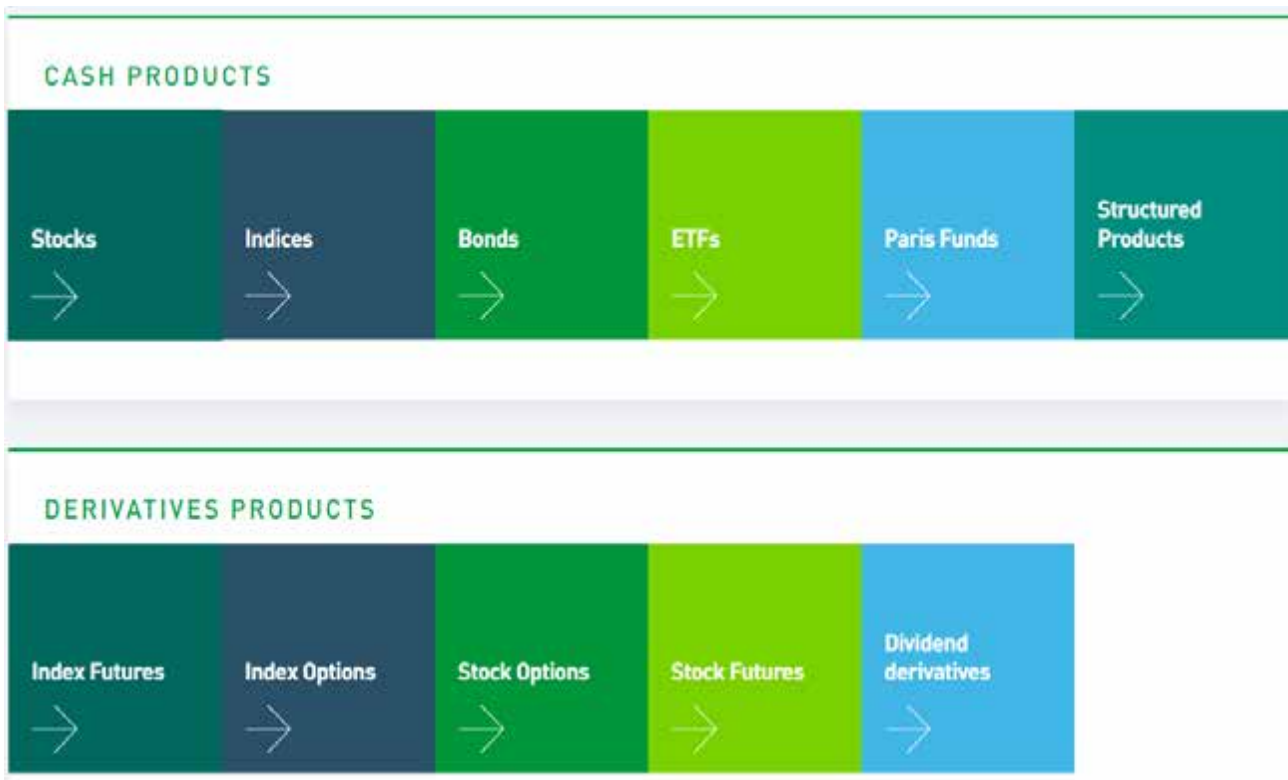 CASH PRODUCTS
Stocks
Indices
Bonds
ETFs
Paris Funds
Structured
Products
DERIVATIVES PRODUCTS
Index Futures
Index Options
Stock Options
Stock Futures
Dividend
derivatives